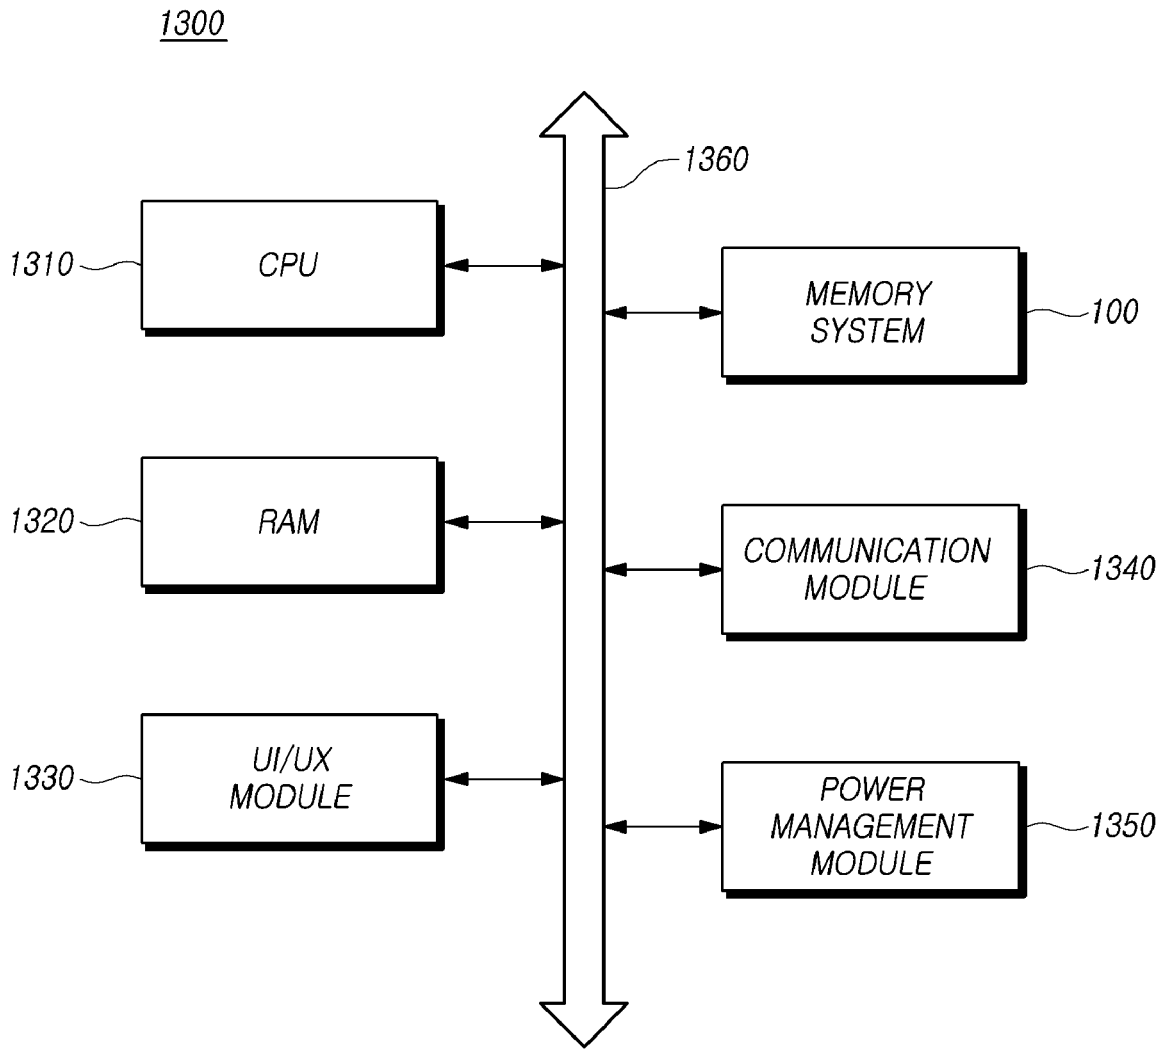 1300
1360
1310
CPU
MEMORY
SYSTEM
100
1320
RAM
COMMUNICATION
MODULE
1340
1330
UI/UX
MODULE
POWER
MANAGEMENT
MODULE
1350